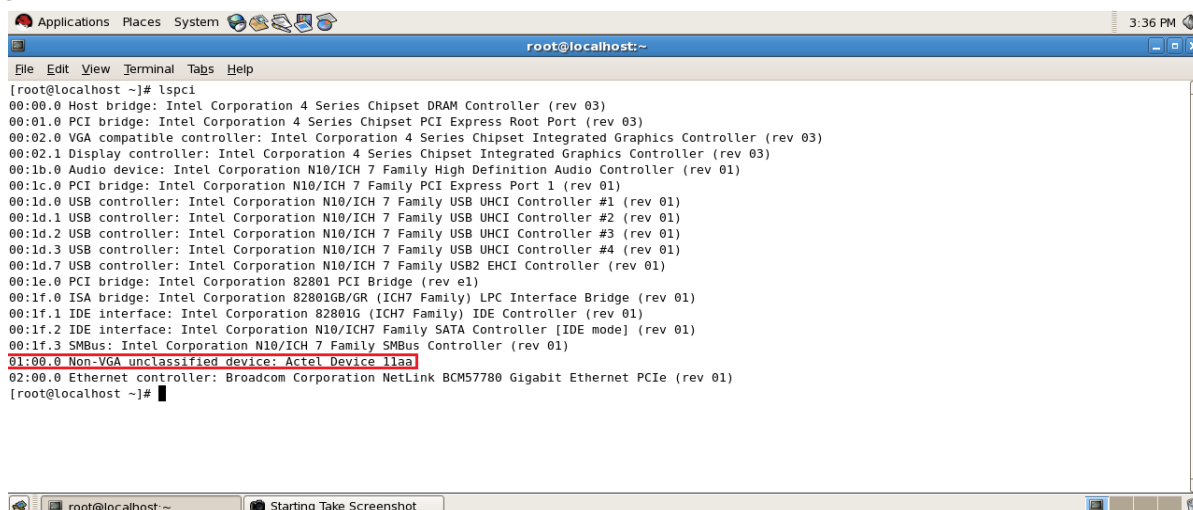 Applications Places System
3:36 PM
root@localhost:~
File Edit View Terminal Tabs Help
[root@localhost ~]# lspci
00:00.0 Host bridge: Intel Corporation 4 Series Chipset DRAM Controller (rev 03)
00:01.0 PCI bridge: Intel Corporation 4 Series Chipset PCI Express Root Port (rev 03)
00:02.0 VGA compatible controller: Intel Corporation 4 Series Chipset Integrated Graphics Controller (rev 03)
00:02.1 Display controller: Intel Corporation 4 Series Chipset Integrated Graphics Controller (rev 03)
00:1b.0 Audio device: Intel Corporation N10/ICH 7 Family High Definition Audio Controller (rev 01)
00:1c.0 PCI bridge: Intel Corporation N10/ICH 7 Family PCI Express Port 1 (rev 01)
00:1d.0 USB controller: Intel Corporation N10/ICH 7 Family USB UHCI Controller #1 (rev 01)
00:1d.1 USB controller: Intel Corporation N10/ICH 7 Family USB UHCI Controller #2 (rev 01)
00:1d.2 USB controller: Intel Corporation N10/ICH 7 Family USB UHCI Controller #3 (rev 01)
00:1d.3 USB controller: Intel Corporation N10/ICH 7 Family USB UHCI Controller #4 (rev 01)
00:1d.7 USB controller: Intel Corporation N10/ICH 7 Family USB2 EHCI Controller (rev 01)
00:1e.0 PCI bridge: Intel Corporation 82801 PCI Bridge (rev e1)
00:1f.0 ISA bridge: Intel Corporation 82801GB/GR (ICH7 Family) LPC Interface Bridge (rev 01)
00:1f.1 IDE interface: Intel Corporation 82801G (ICH7 Family) IDE Controller (rev 01)
00:1f.2 IDE interface: Intel Corporation N10/ICH7 Family SATA Controller [IDE mode] (rev 01)
00:1f.3 SMBus: Intel Corporation N10/ICH 7 Family SMBus Controller (rev 01)
01:00.0 Non-VGA unclassified device: Actel Device 11aa
02:00.0 Ethernet controller: Broadcom Corporation NetLink BCM57780 Gigabit Ethernet PCIe (rev 01)
[root@localhost ~]#
root@localhost:~
Starting Take Screenshot